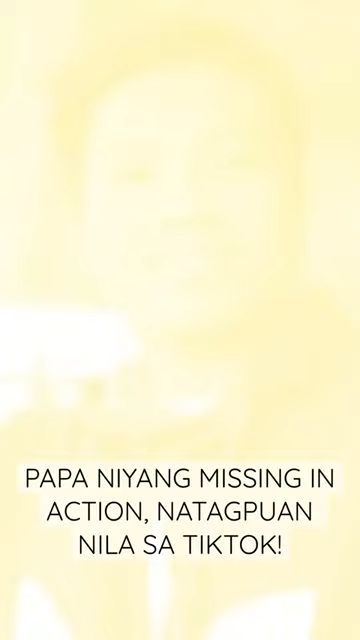 PAPA NIYANG MISSING IN
ACTION, NATAGPUAN
NILA SA TIKTOK!